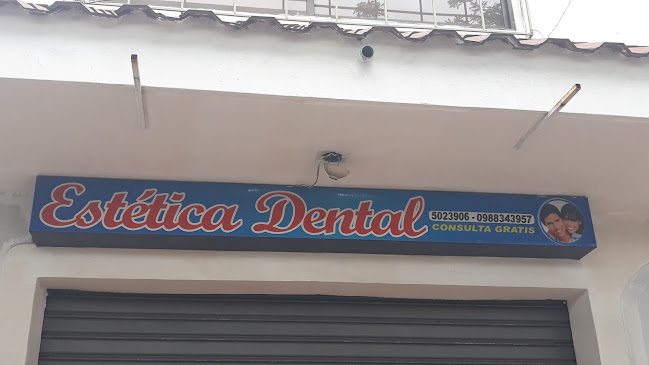 Estética Dental
5023906 - 0988343957
CONSULTA GRATIS